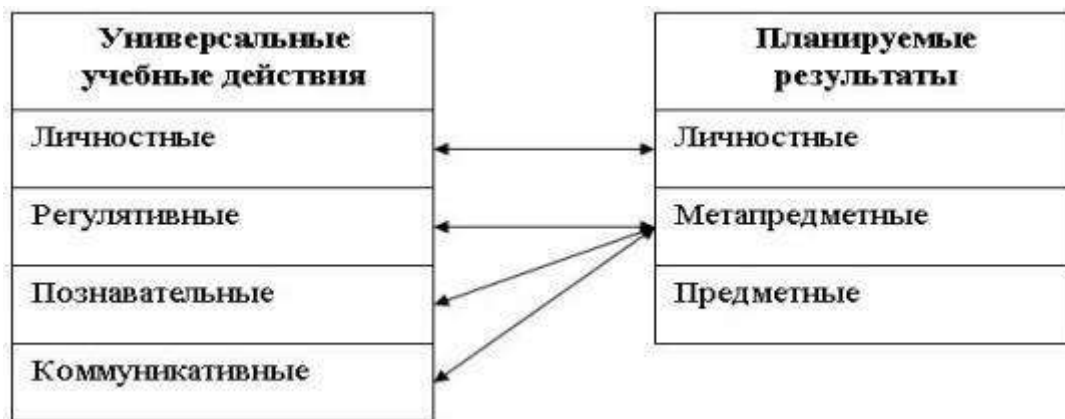 Универсальные
учебные действия
Личностные
Регулятивные
Познавательные
Коммуникативные
Планируемые
результаты
Личностные
Метапредметные
Предметные